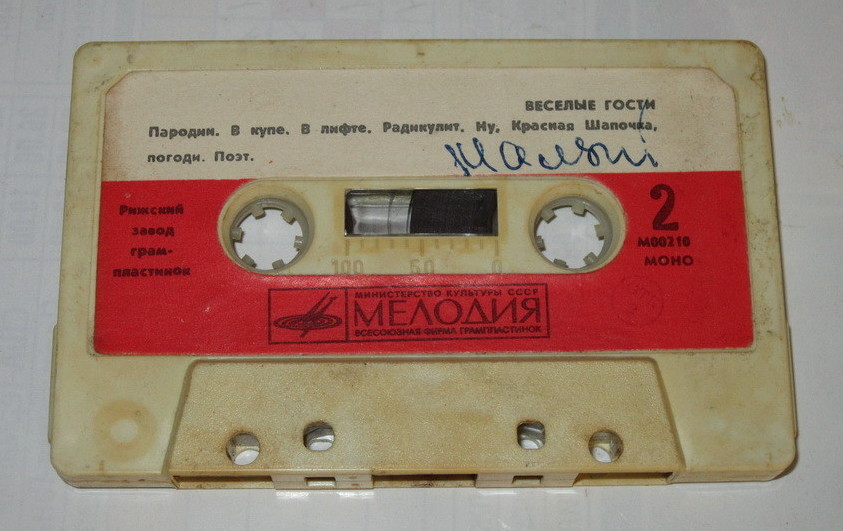 ВЕСЕЛЫЕ ГОСТИ
Пародии. В купе. В лифте. Радикулит. Ну, Красная Шапочка,
погоди. Поэт.
Рижский
завод
грам-
пластинок
2
М00210
МОНО
100 50 0
МИНИСТЕРСТВО КУЛЬТУРЫ СССР
МЕЛОДИЯ
ВСЕСОЮЗНАЯ ФИРМА ГРАМПЛАСТИНОК